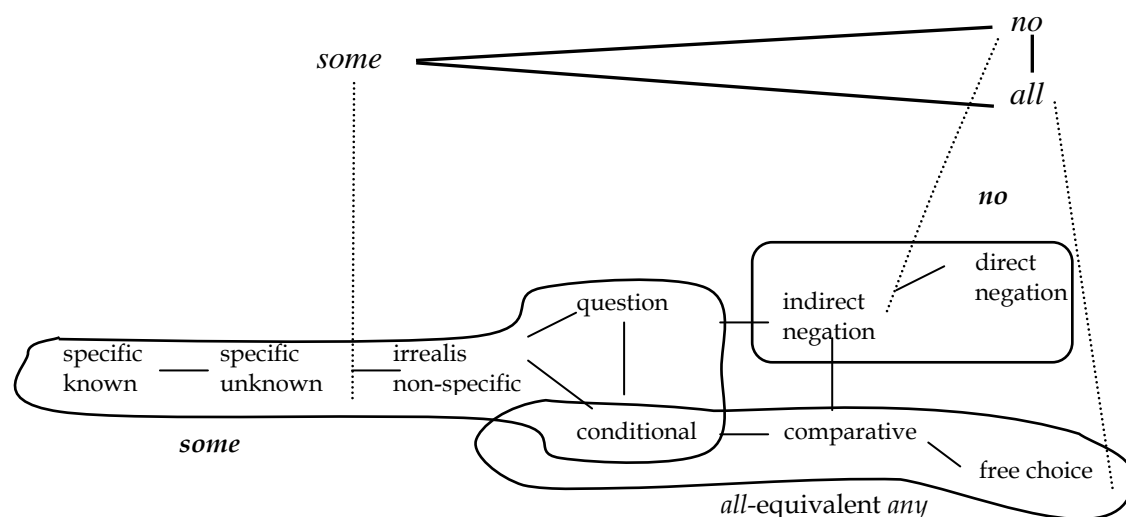 no
some
all
no
direct
negation
question
indirect
negation
specific
known
specific
unknown
irrealis
non-specific
some
conditional
comparative
free choice
all-equivalent any